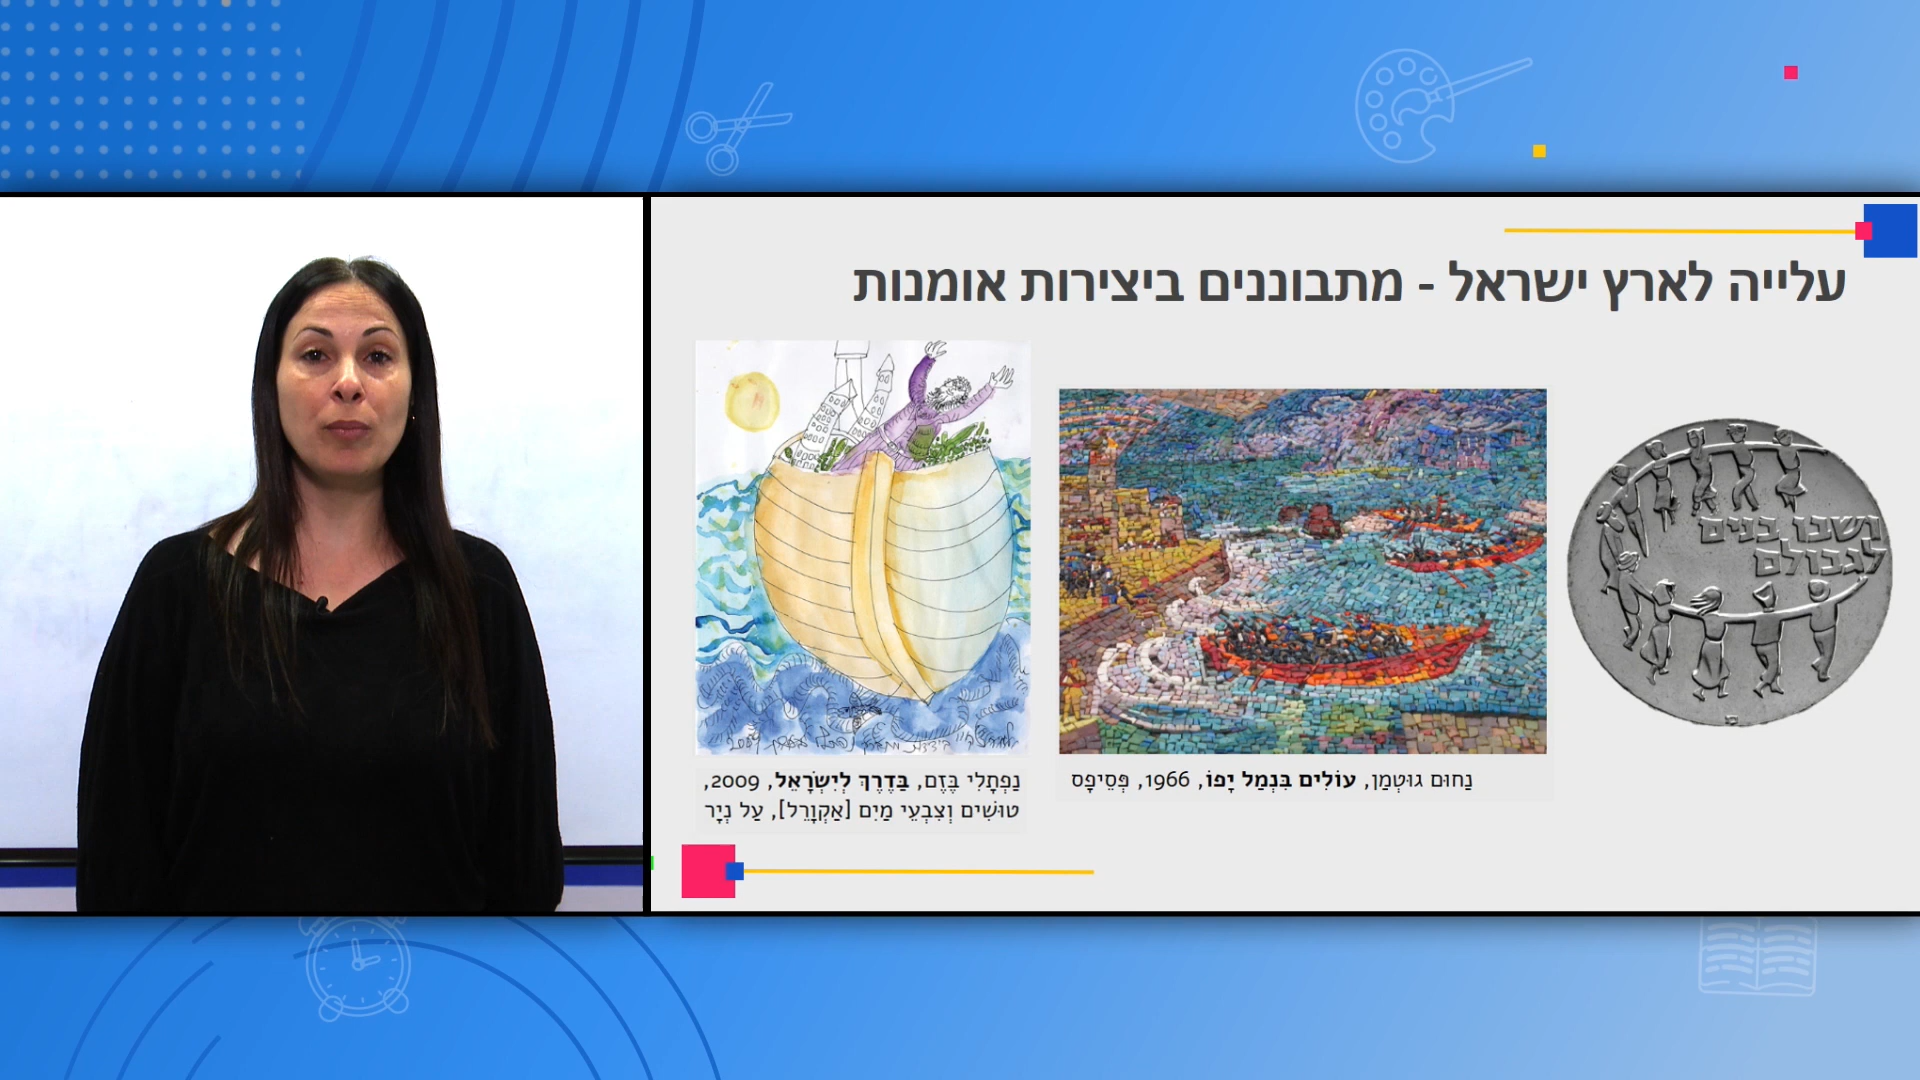 עלייה לארץ ישראל - מתבוננים ביצירות אומנות
ושבו בנים
לגבולם
נַחוּם גוּטְמַן, עוֹלִים בִּנְמַל יָפוֹ, 1966, פְּסֵיפָס
נַפְתָּלִי בֶּזֶם, בַּדֶּרֶךְ לְיִשְׂרָאֵל, 2009,
טוּשִׁים וְצִבְעֵי מַיִם [אַקְוָרֵל], עַל נְיָר